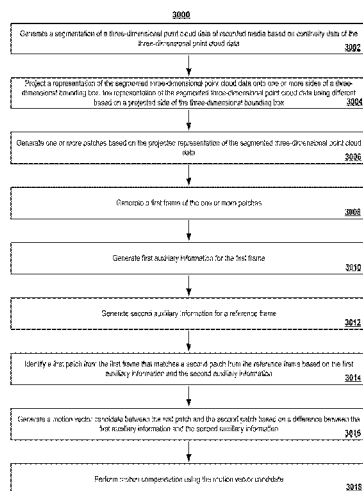 3000
Generate a segmentation of a three-dimensional point cloud data of recorded media based on continuity data of the
three-dimensional point cloud data
3002
Project a representation of the segmented three-dimensional point cloud data onto one or more sides of a three-
dimensional bounding box, the representation of the segmented three-dimensional point cloud data being different
based on a projected side of the three-dimensional bounding box
3004
Generate one or more patches based on the projected representation of the segmented three-dimensional point cloud
data
3006
Generate a first frame of the one or more patches
3008
Generate first auxiliary information for the first frame
3010
Generate second auxiliary information for a reference frame
3012
Identify a first patch from the first frame that matches a second patch from the reference frame based on the first
auxiliary information and the second auxiliary information
3014
Generate a motion vector candidate between the first patch and the second patch based on a difference between the
first auxiliary information and the second auxiliary information
3016
Perform motion compensation using the motion vector candidate
3018